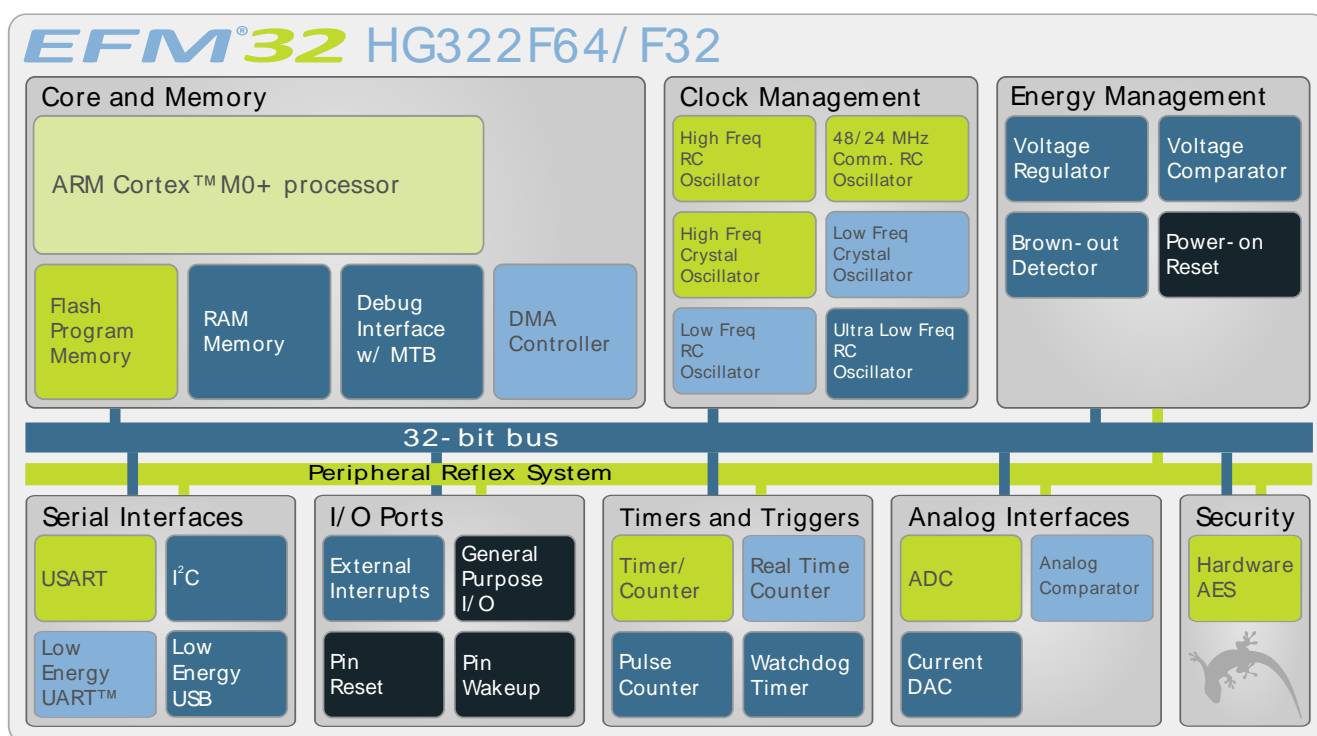 EFM®32 HG322F64/F32
Core and Memory
ARM Cortex™ M0+ processor
Flash
Program
Memory
RAM
Memory
Debug
Interface
w/ MTB
DMA
Controller
Clock Management
High Freq
RC
Oscillator
48/24 MHz
Comm. RC
Oscillator
High Freq
Crystal
Oscillator
Low Freq
Crystal
Oscillator
Low Freq
RC
Oscillator
Ultra Low Freq
RC
Oscillator
Energy Management
Voltage
Regulator
Voltage
Comparator
Brown-out
Detector
Power-on
Reset
32-bit bus
Peripheral Reflex System
Serial Interfaces
USART
I²C
Low
Energy
UART™
Low
Energy
USB
I/O Ports
External
Interrupts
General
Purpose
I/O
Pin
Reset
Pin
Wakeup
Timers and Triggers
Timer/
Counter
Real Time
Counter
Pulse
Counter
Watchdog
Timer
Analog Interfaces
ADC
Analog
Comparator
Current
DAC
Security
Hardware
AES